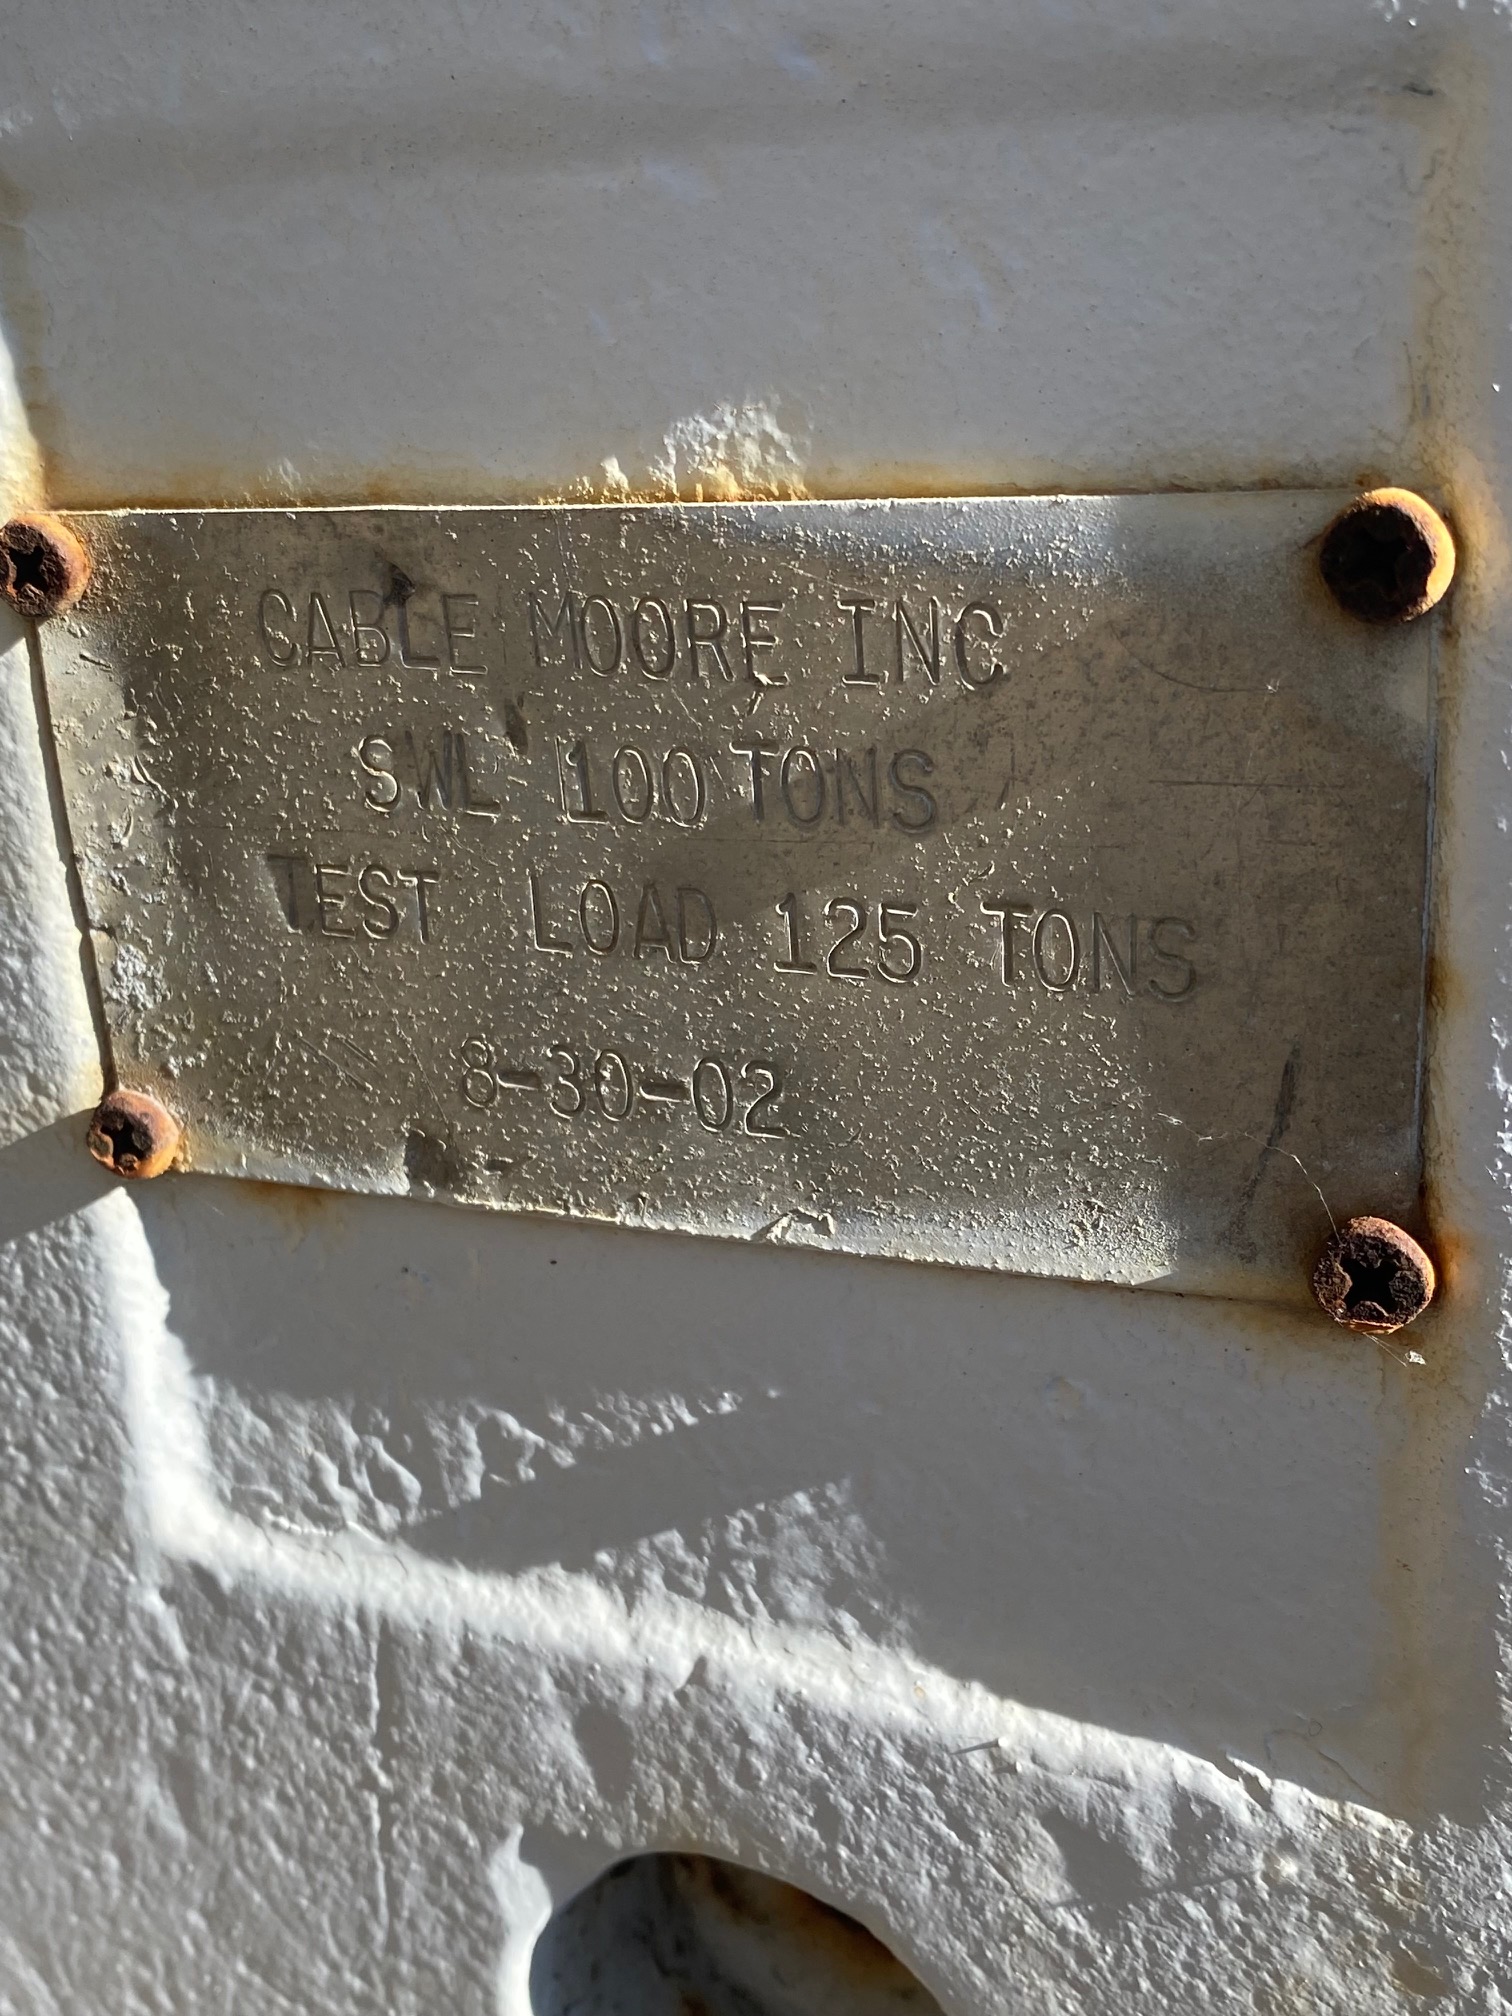 CABLE MOORE INC
SWL 100 TONS
TEST LOAD 125 TONS
8-30-02